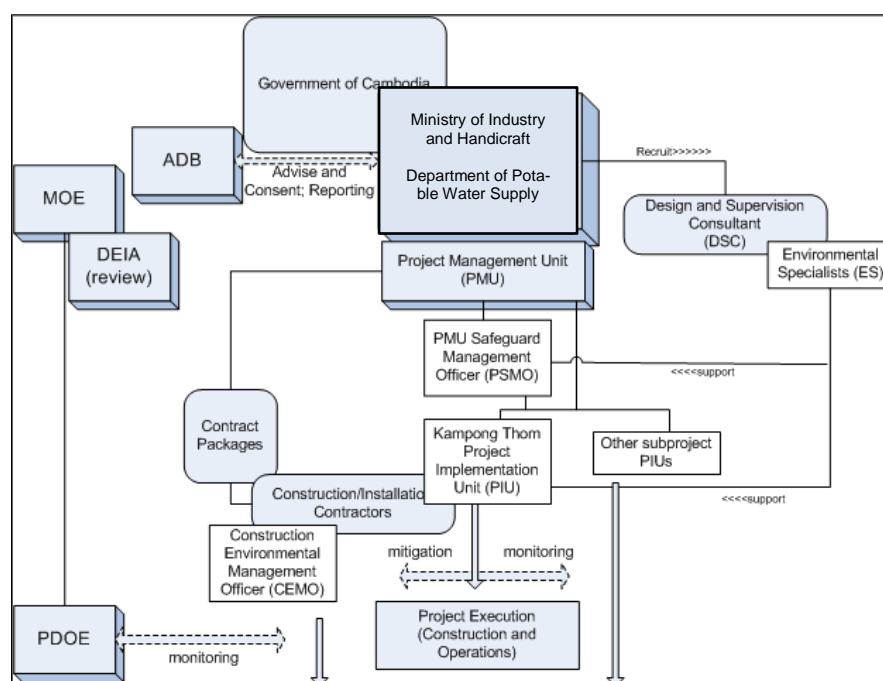 Government of Cambodia
Ministry of Industry
and Handicraft
Department of Pota-
ble Water Supply
ADB
Advise and
Consent; Reporting
Recruit>>>>>>
MOE
DEIA
(review)
Design and Supervision
Consultant
(DSC)
Environmental
Specialists (ES)
Project Management Unit
(PMU)
PMU Safeguard
Management
Officer (PSMO)
<<<<support
Contract
Packages
Kampong Thom
Project
Implementation
Unit (PIU)
Other subproject
PIUs
Construction/Installation
Contractors
<<<<support
Construction
Environmental
Management
Officer (CEMO)
mitigation
monitoring
Project Execution
(Construction and
Operations)
PDOE
monitoring